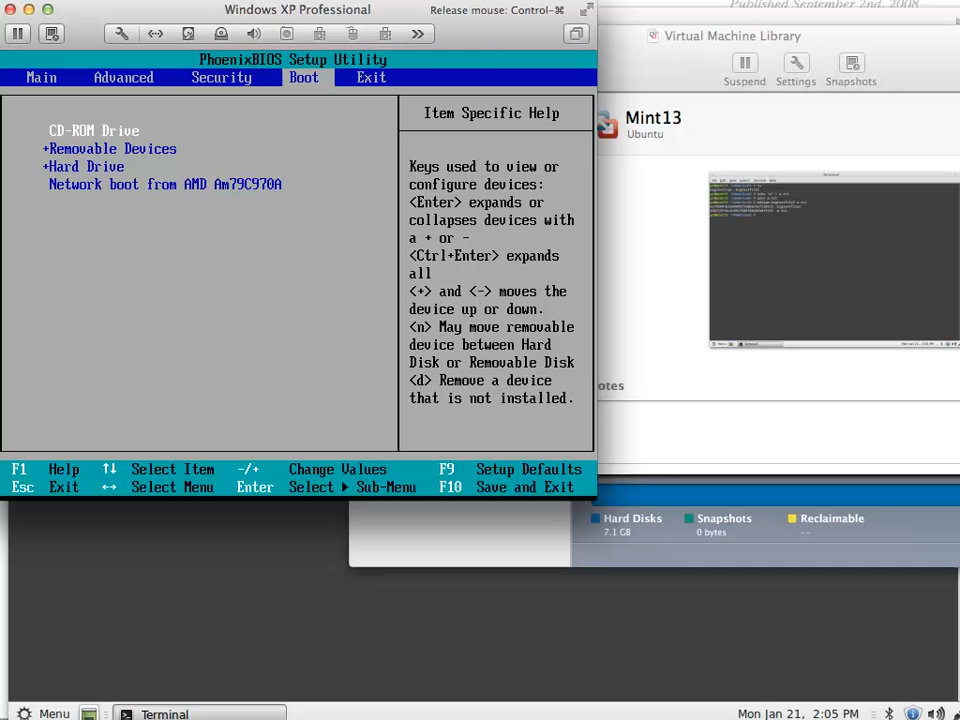 Published September 2nd, 2008
Windows XP Professional
Release mouse: Control-⌘
Virtual Machine Library
Suspend
Settings
Snapshots
PhoenixBIOS Setup Utility
Main
Advanced
Security
Boot
Exit
CD-ROM Drive
+Removable Devices
+Hard Drive
Network boot from AMD Am79C970A
Item Specific Help
Keys used to view or
configure devices:
<Enter> expands or
collapses devices with
a + or -
<Ctrl+Enter> expands
all
<+> and <-> moves the
device up or down.
<n> May move removable
device between Hard
Disk or Removable Disk
<d> Remove a device
that is not installed.
F1 Help ↑↓ Select Item -/+ Change Values F9 Setup Defaults
Esc Exit ↔ Select Menu Enter Select ▶ Sub-Menu F10 Save and Exit
Mint13
Ubuntu
otes
Hard Disks
7.1 GB
Snapshots
0 bytes
Reclaimable
--
Menu
Terminal
Mon Jan 21, 2:05 PM